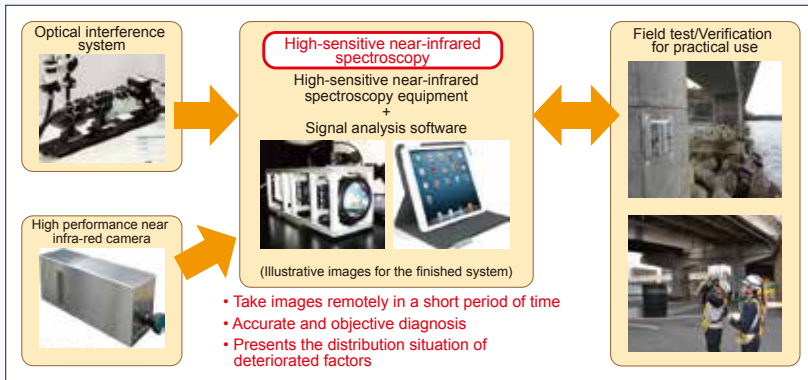 Optical interference
system
High performance near
infra-red camera
High-sensitive near-infrared
spectroscopy
High-sensitive near-infrared
spectroscopy equipment
+
Signal analysis software
(Illustrative images for the finished system)
• Take images remotely in a short period of time
• Accurate and objective diagnosis
• Presents the distribution situation of
deteriorated factors
Field test/Verification
for practical use